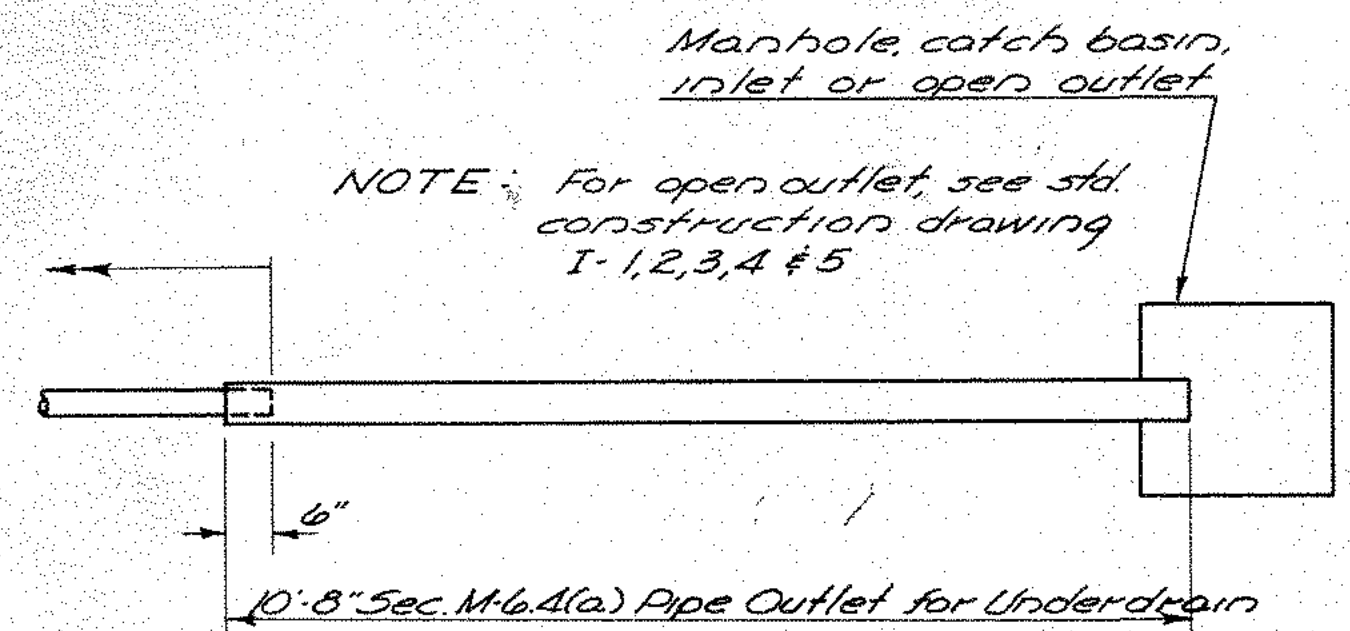 Manhole, catch basin,
inlet or open outlet
NOTE: For open outlet, see std.
construction drawing
I-1,2,3,4 & 5
6"
10'-8" Sec. M-6.4(a) Pipe Outlet for Underdrain